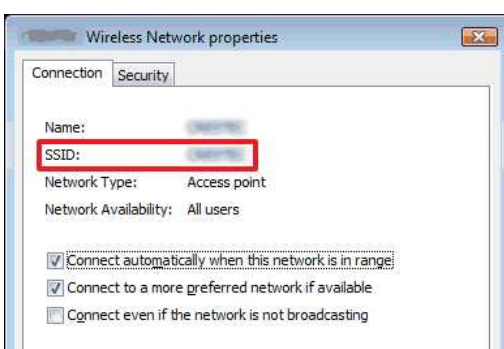 Wireless Network properties
Connection Security
Name:
SSID:
Network Type: Access point
Network Availability: All users
Connect automatically when this network is in range
Connect to a more preferred network if available
Connect even if the network is not broadcasting